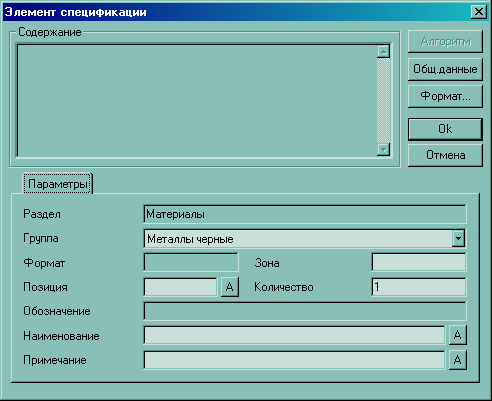 Элемент спецификации
Содержание
Алгоритм
Общ.данные
Формат...
Ok
Отмена
Параметры
Раздел Материалы
Группа Металлы черные
Формат Зона
Позиция А Количество 1
Обозначение
Наименование А
Примечание А